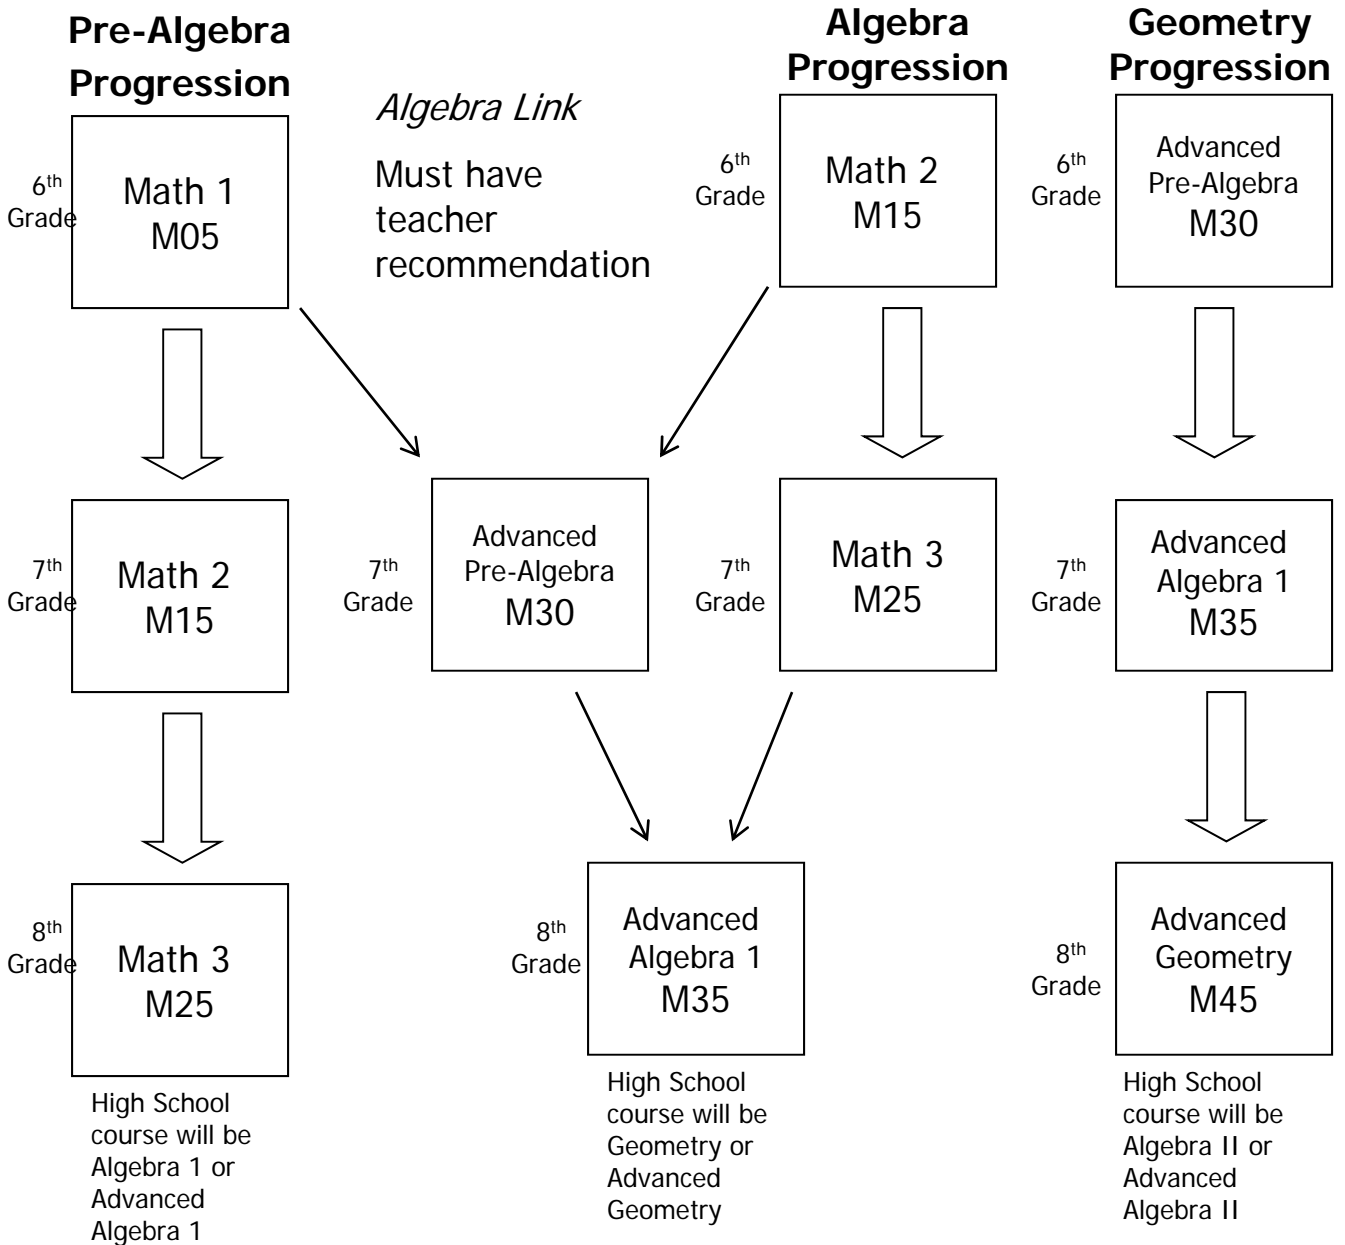 Pre-Algebra
Progression
Algebra Link
Must have
teacher
recommendation
Algebra
Progression
Geometry
Progression
6th
Grade
Math 1
M05
6th
Grade
Math 2
M15
6th
Grade
Advanced
Pre-Algebra
M30
7th
Grade
Math 2
M15
7th
Grade
Advanced
Pre-Algebra
M30
7th
Grade
Math 3
M25
7th
Grade
Advanced
Algebra 1
M35
8th
Grade
Math 3
M25
High School
course will be
Algebra 1 or
Advanced
Algebra 1
8th
Grade
Advanced
Algebra 1
M35
High School
course will be
Geometry or
Advanced
Geometry
8th
Grade
Advanced
Geometry
M45
High School
course will be
Algebra II or
Advanced
Algebra II